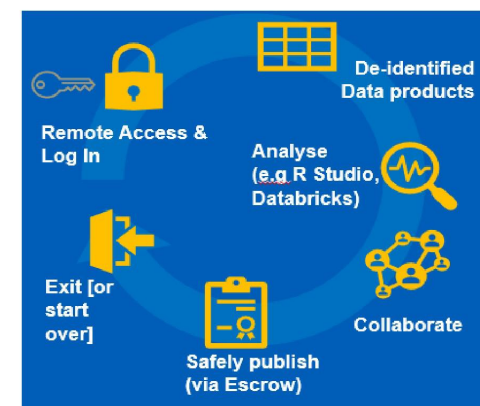 De-identified
Data products
Remote Access &
Log In
Analyse
(e.g R Studio,
Databricks)
Collaborate
Safely publish
(via Escrow)
Exit [or
start
over]